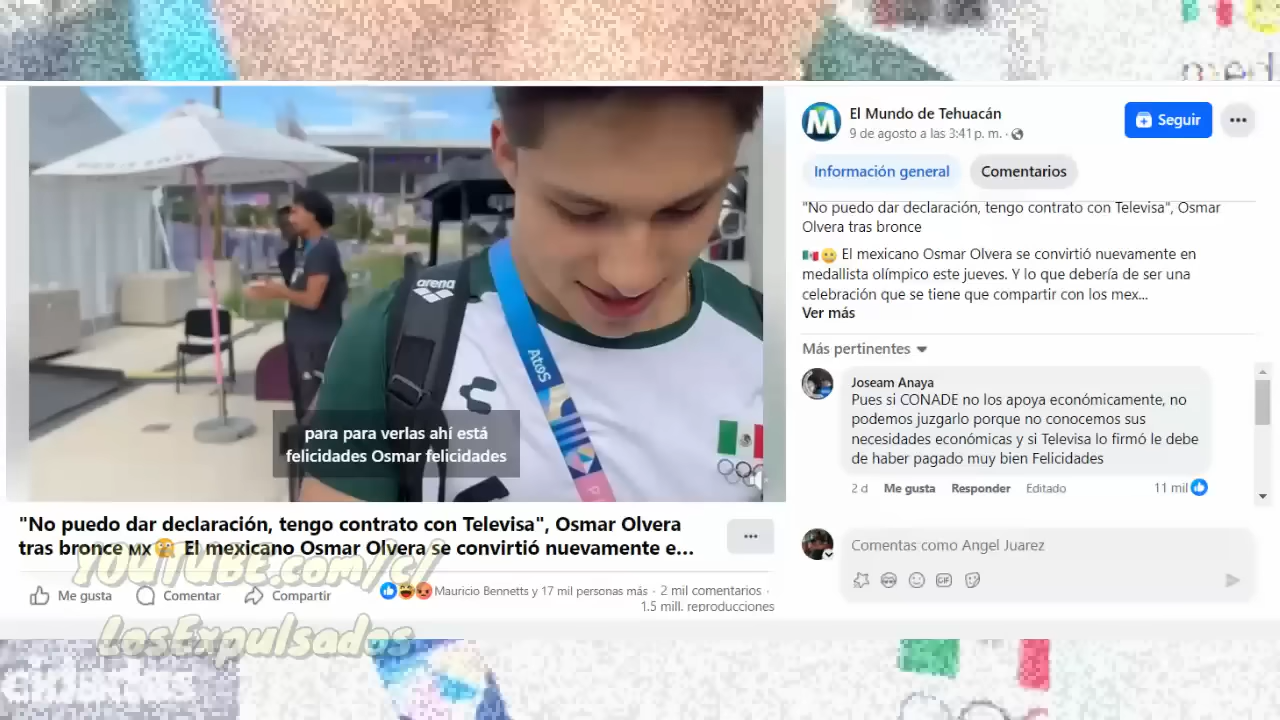 El Mundo de Tehuacán
9 de agosto a las 3:41 p. m. ·
Seguir
Información general
Comentarios
"No puedo dar declaración, tengo contrato con Televisa", Osmar
Olvera tras bronce
El mexicano Osmar Olvera se convirtió nuevamente en
medallista olímpico este jueves. Y lo que debería de ser una
celebración que se tiene que compartir con los mex...
Ver más
Más pertinentes
Joseam Anaya
Pues si CONADE no los apoya económicamente, no
podemos juzgarlo porque no conocemos sus
necesidades económicas y si Televisa lo firmó le debe
de haber pagado muy bien Felicidades
2 d Me gusta Responder Editado 11 mil
Comentas como Angel Juarez
GIF
arena
Atos
para para verlas ahí está
felicidades Osmar felicidades
"No puedo dar declaración, tengo contrato con Televisa", Osmar Olvera
tras bronce MX El mexicano Osmar Olvera se convirtió nuevamente e...
Me gusta Comentar Compartir
Mauricio Bennetts y 17 mil personas más · 2 mil comentarios ·
1.5 mill. reproducciones
YOUTUBE.com/c/
LosExpulsados